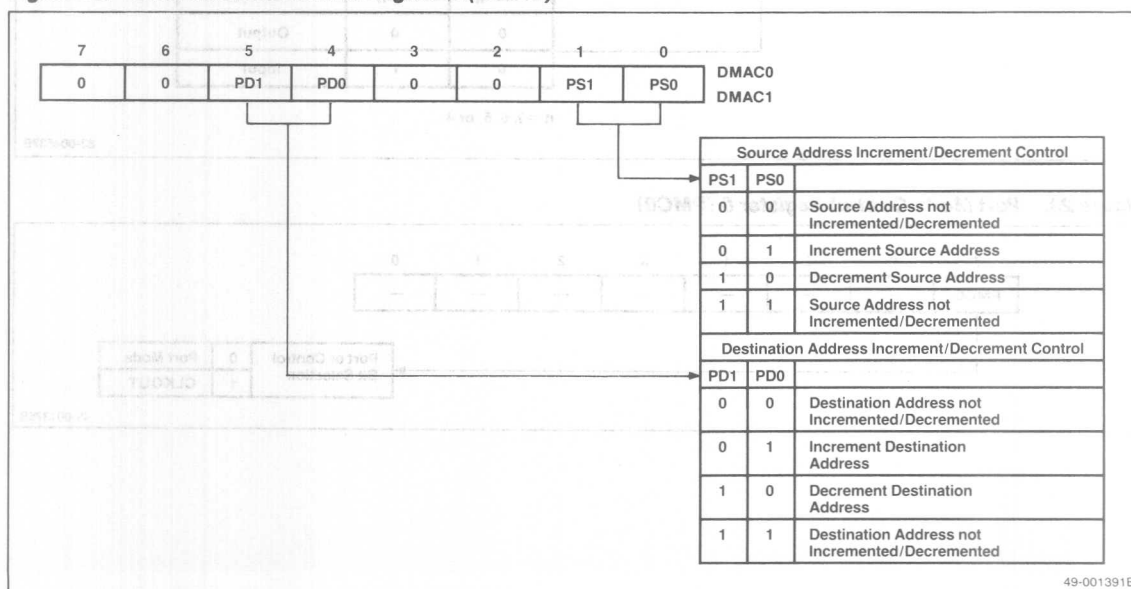 7 6 5 4 3 2 1 0
0 0 PD1 PD0 0 0 PS1 PS0
DMAC0
DMAC1
Source Address Increment/Decrement Control
PS1 PS0
0 0 Source Address not
Incremented/Decremented
0 1 Increment Source Address
1 0 Decrement Source Address
1 1 Source Address not
Incremented/Decremented
Destination Address Increment/Decrement Control
PD1 PD0
0 0 Destination Address not
Incremented/Decremented
0 1 Increment Destination
Address
1 0 Decrement Destination
Address
1 1 Destination Address not
Incremented/Decremented
49-001391B